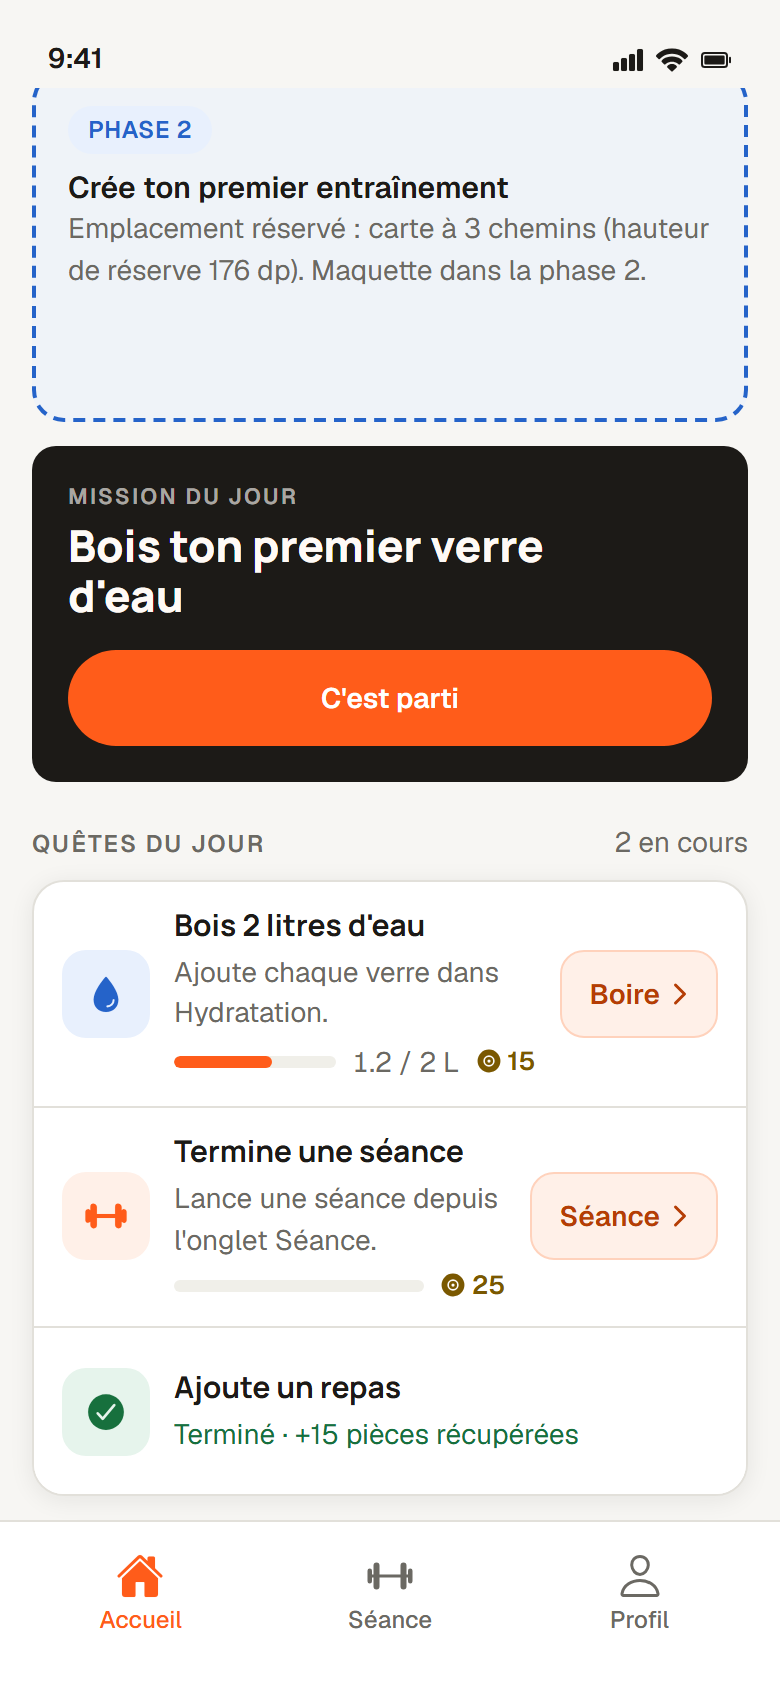 9:41
PHASE 2
Crée ton premier entraînement
Emplacement réservé : carte à 3 chemins (hauteur
de réserve 176 dp). Maquette dans la phase 2.
MISSION DU JOUR
Bois ton premier verre
d'eau
C'est parti
QUÊTES DU JOUR
2 en cours
Bois 2 litres d'eau
Ajoute chaque verre dans
Hydratation.
1.2 / 2 L
15
Boire
Termine une séance
Lance une séance depuis
l'onglet Séance.
25
Séance
Ajoute un repas
Terminé · +15 pièces récupérées
Accueil
Séance
Profil